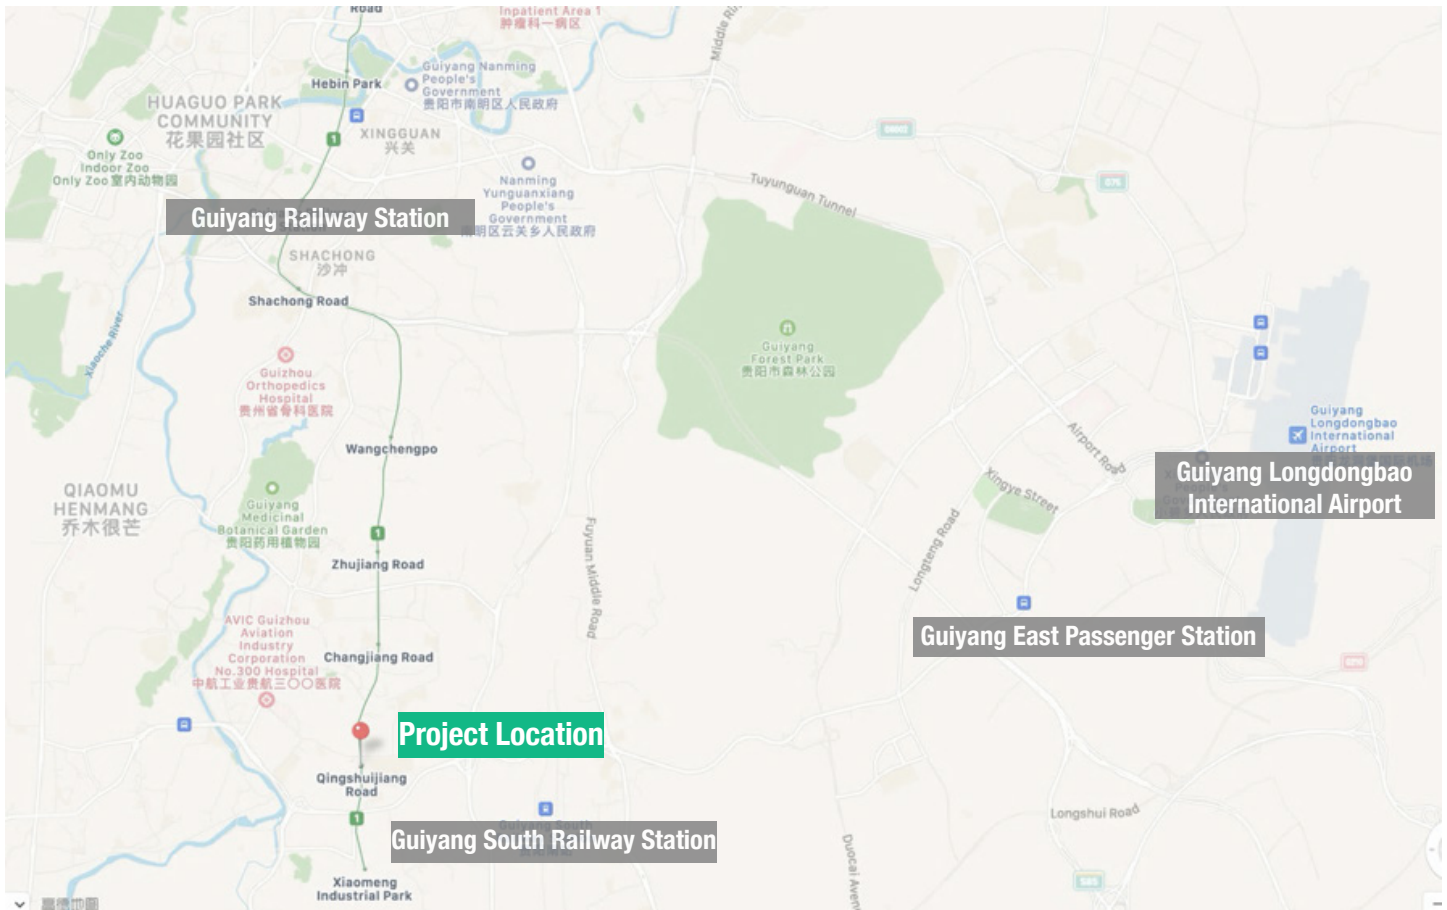 Road
Inpatient Area 1
肿瘤科一病区
Hebin Park
Guiyang Nanming
People's
Government
贵阳市南明区人民政府
HUAGUO PARK
COMMUNITY
花果园社区
1
XINGGUAN
兴关
Only Zoo
Indoor Zoo
Only Zoo室内动物园
Nanming
Yunguanxiang
People's
Government
南明区云关乡人民政府
Tuyunguan Tunnel
G75
Guiyang Railway Station
SHACHONG
沙冲
Shachong Road
Xiaoche River
Guiyang
Forest Park
贵阳市森林公园
Guizhou
Orthopedics
Hospital
贵州省骨科医院
Guiyang
Longdongbao
International
Airport
Wangchengpo
Guiyang Longdongbao
International Airport
QIAOMU
HENMANG
乔木很芒
Guiyang
Medicinal
Botanical Garden
贵阳药用植物园
Xingye Street
Longteng Road
Fuyuan Middle Road
1
Zhujiang Road
AVIC Guizhou
Aviation
Industry
Corporation
No.300 Hospital
中航工业贵航三〇〇医院
Changjiang Road
Guiyang East Passenger Station
Project Location
Qingshuijiang
Road
1
Longshui Road
Guiyang South Railway Station
Xiaomeng
Industrial Park
高德地图